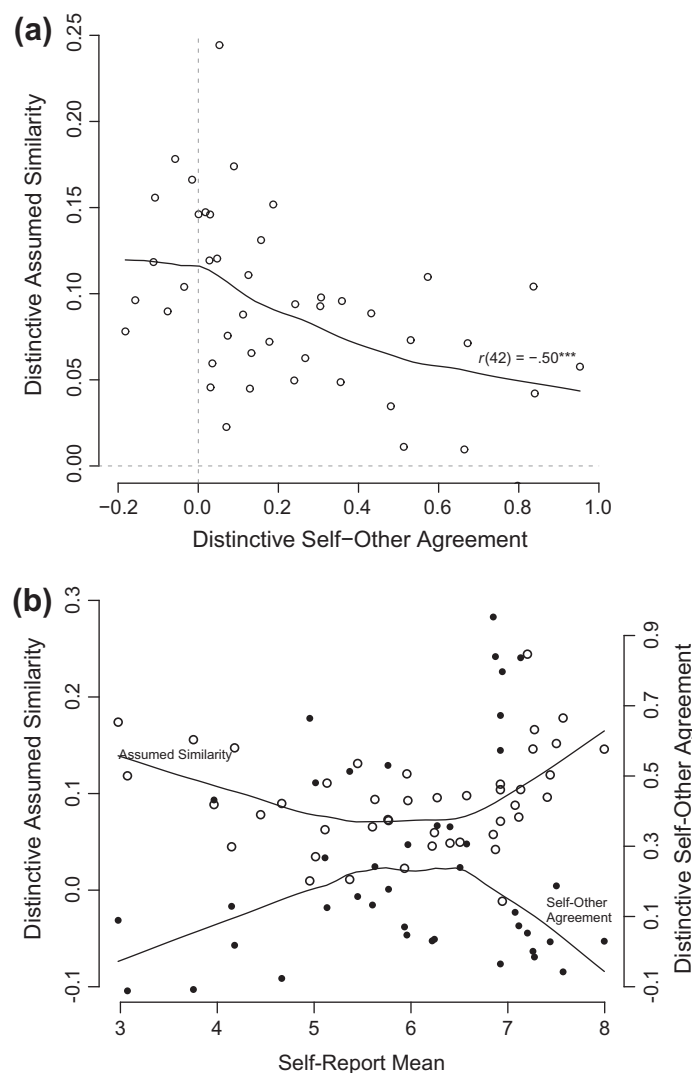 (a)
Distinctive Assumed Similarity
0.25
0.20
0.15
0.10
0.05
0.00
r(42) = −.50***
−0.2 0.0 0.2 0.4 0.6 0.8 1.0
Distinctive Self−Other Agreement
(b)
Distinctive Assumed Similarity
0.3
0.2
0.1
0.0
-0.1
Assumed Similarity
Self-Other
Agreement
0.9
0.7
0.5
0.3
0.1
-0.1
Distinctive Self-Other Agreement
3 4 5 6 7 8
Self-Report Mean